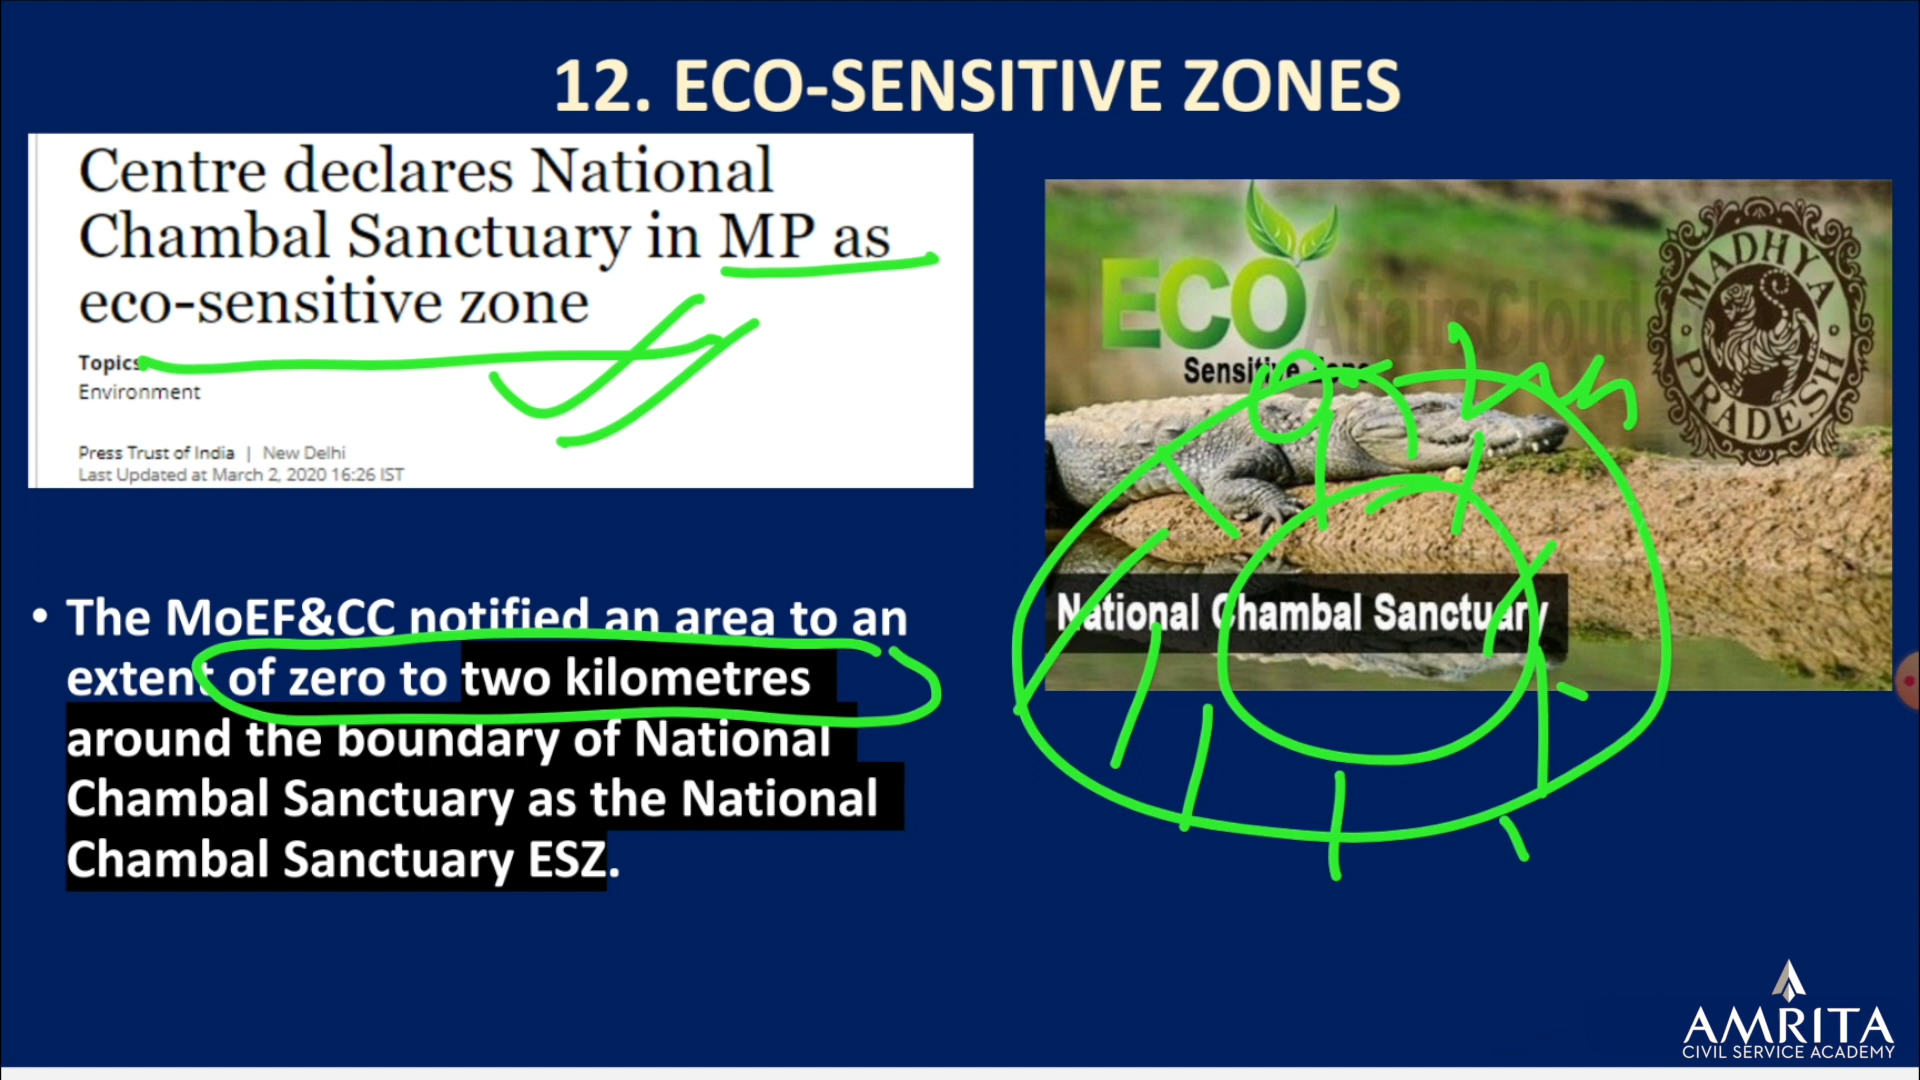 12. ECO-SENSITIVE ZONES
Centre declares National
Chambal Sanctuary in MP as
eco-sensitive zone
Topics
Environment
Press Trust of India | New Delhi
Last Updated at March 2, 2020 16:26 IST
ECO
AffairsCloud
Sensitive Zone
MADHYA PRADESH
National Chambal Sanctuary
• The MoEF&CC notified an area to an
extent of zero to two kilometres
around the boundary of National
Chambal Sanctuary as the National
Chambal Sanctuary ESZ.
AMRITA
CIVIL SERVICE ACADEMY